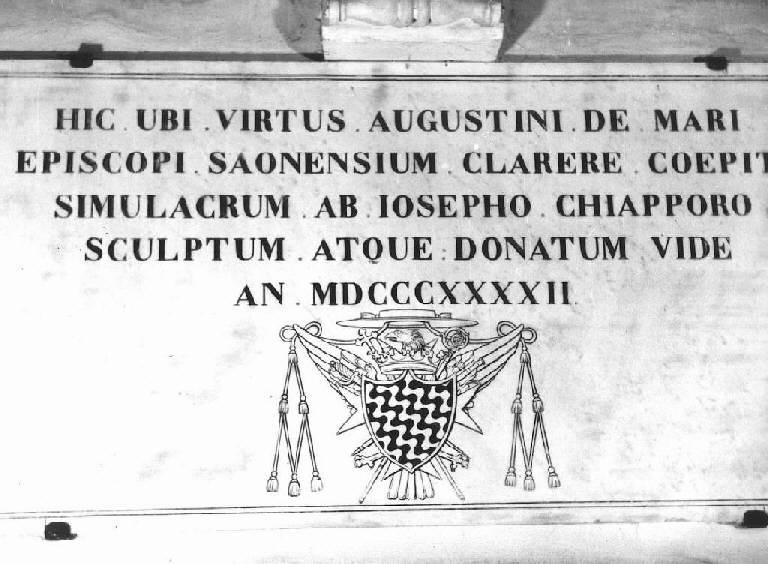 HIC . UBI . VIRTUS . AUGUSTINI . DE MARI
EPISCOPI . SAONENSIUM . CLARERE . COEPIT
SIMULACRUM . AB . IOSEPHO . CHIAPPORO .
SCULPTUM . ATQUE . DONATUM . VIDE
AN . MDCCCXXXXII .